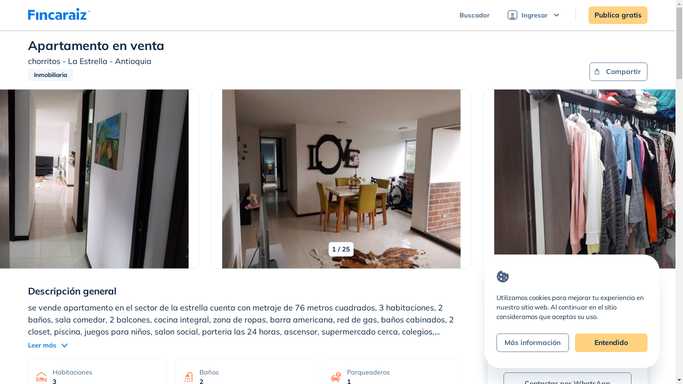 Fincaraiz
Buscador
Ingresar
Publica gratis
Apartamento en venta
chorritos - La Estrella - Antioquia
Inmobiliaria
Compartir
LOVE
1 / 25
Descripción general
se vende apartamento en el sector de la estrella cuenta con metraje de 76 metros cuadrados, 3 habitaciones, 2
baños, sala comedor, 2 balcones, cocina integral, zona de ropas, barra americana, red de gas, baños cabinados, 2
closet, piscina, juegos para niños, salon social, porteria las 24 horas, ascensor, supermercado cerca, colegios,...
Leer más
Habitaciones
3
Baños
2
Parqueaderos
1
Utilizamos cookies para mejorar tu experiencia en
nuestro sitio web. Al continuar en el sitio
consideramos que aceptas su uso.
Más información
Entendido
Contactar por WhatsApp